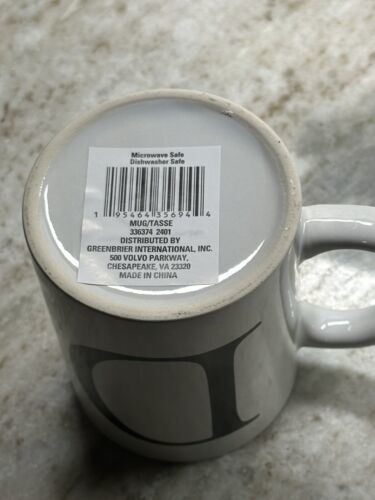 Microwave Safe
Dishwasher Safe
1 95464 35694 4
MUG/TASSE
336374 2401
DISTRIBUTED BY
GREENBRIER INTERNATIONAL, INC.
500 VOLVO PARKWAY,
CHESAPEAKE, VA 23320
MADE IN CHINA
D